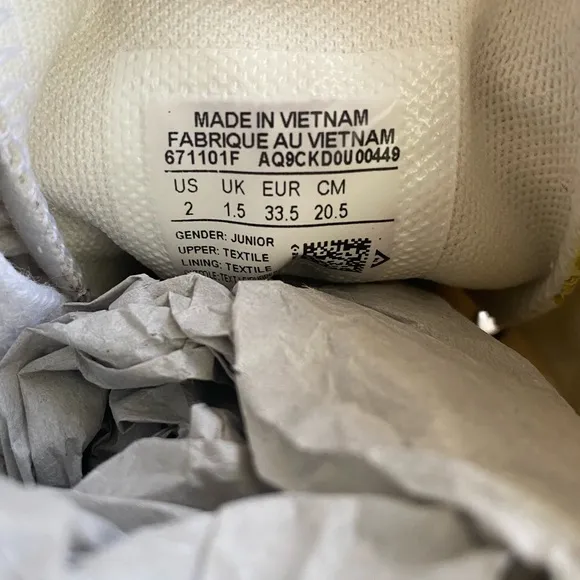 MADE IN VIETNAM
FABRIQUE AU VIETNAM
671101F AQ9CKD0U00449
US UK EUR CM
2 1.5 33.5 20.5
GENDER: JUNIOR
UPPER: TEXTILE
LINING: TEXTILE